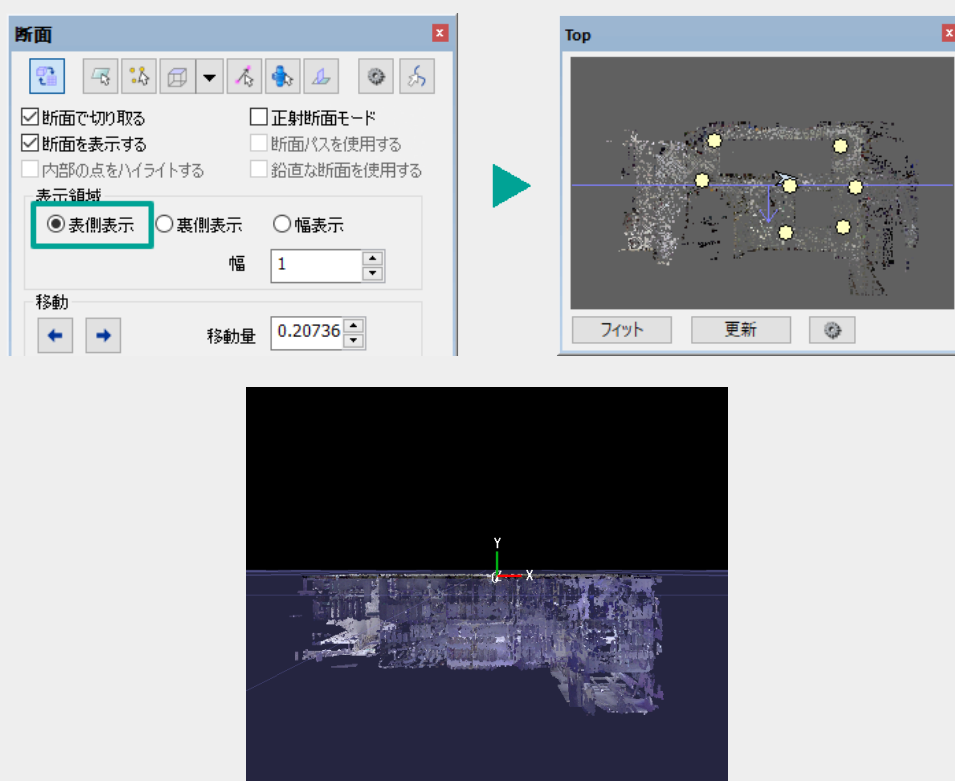 断面
断面で切り取る
正射断面モード
断面を表示する
断面パスを使用する
内部の点をハイライトする
鉛直な断面を使用する
表示領域
表側表示
裏側表示
幅表示
幅
1
移動
移動量
0.20736
Top
フィット
更新
Y
X